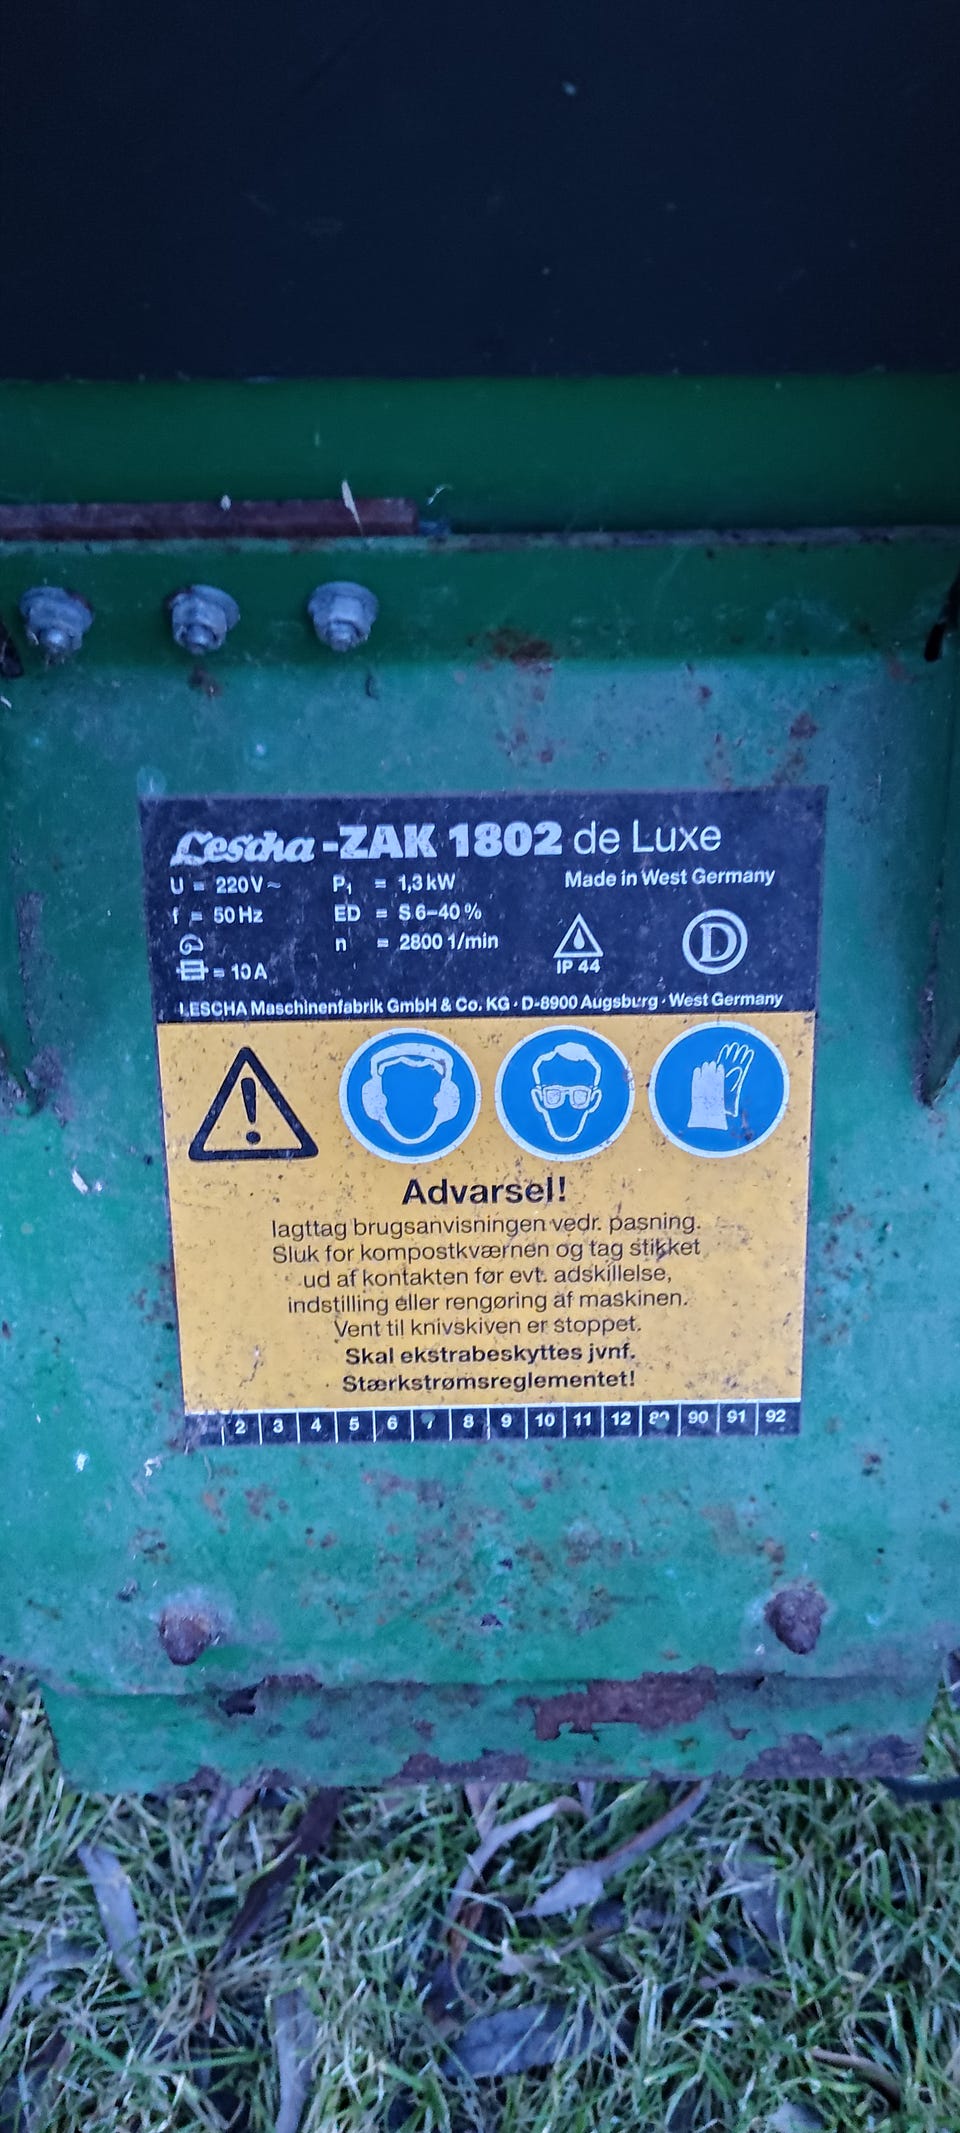 Lescha-ZAK 1802 de Luxe
U = 220V~ P₁ = 1,3 kW Made in West Germany
f = 50 Hz ED = S 6-40 %
n = 2800 1/min D
= 10 A IP 44
LESCHA Maschinenfabrik GmbH & Co. KG · D-8900 Augsburg · West Germany
Advarsel!
Iagttag brugsanvisningen vedr. pasning.
Sluk for kompostkværnen og tag stikket
ud af kontakten før evt. adskillelse,
indstilling eller rengøring af maskinen.
Vent til knivskiven er stoppet.
Skal ekstrabeskyttes jvnf.
Stærkstrømsreglementet!
2 3 4 5 6 7 8 9 10 11 12 89 90 91 92